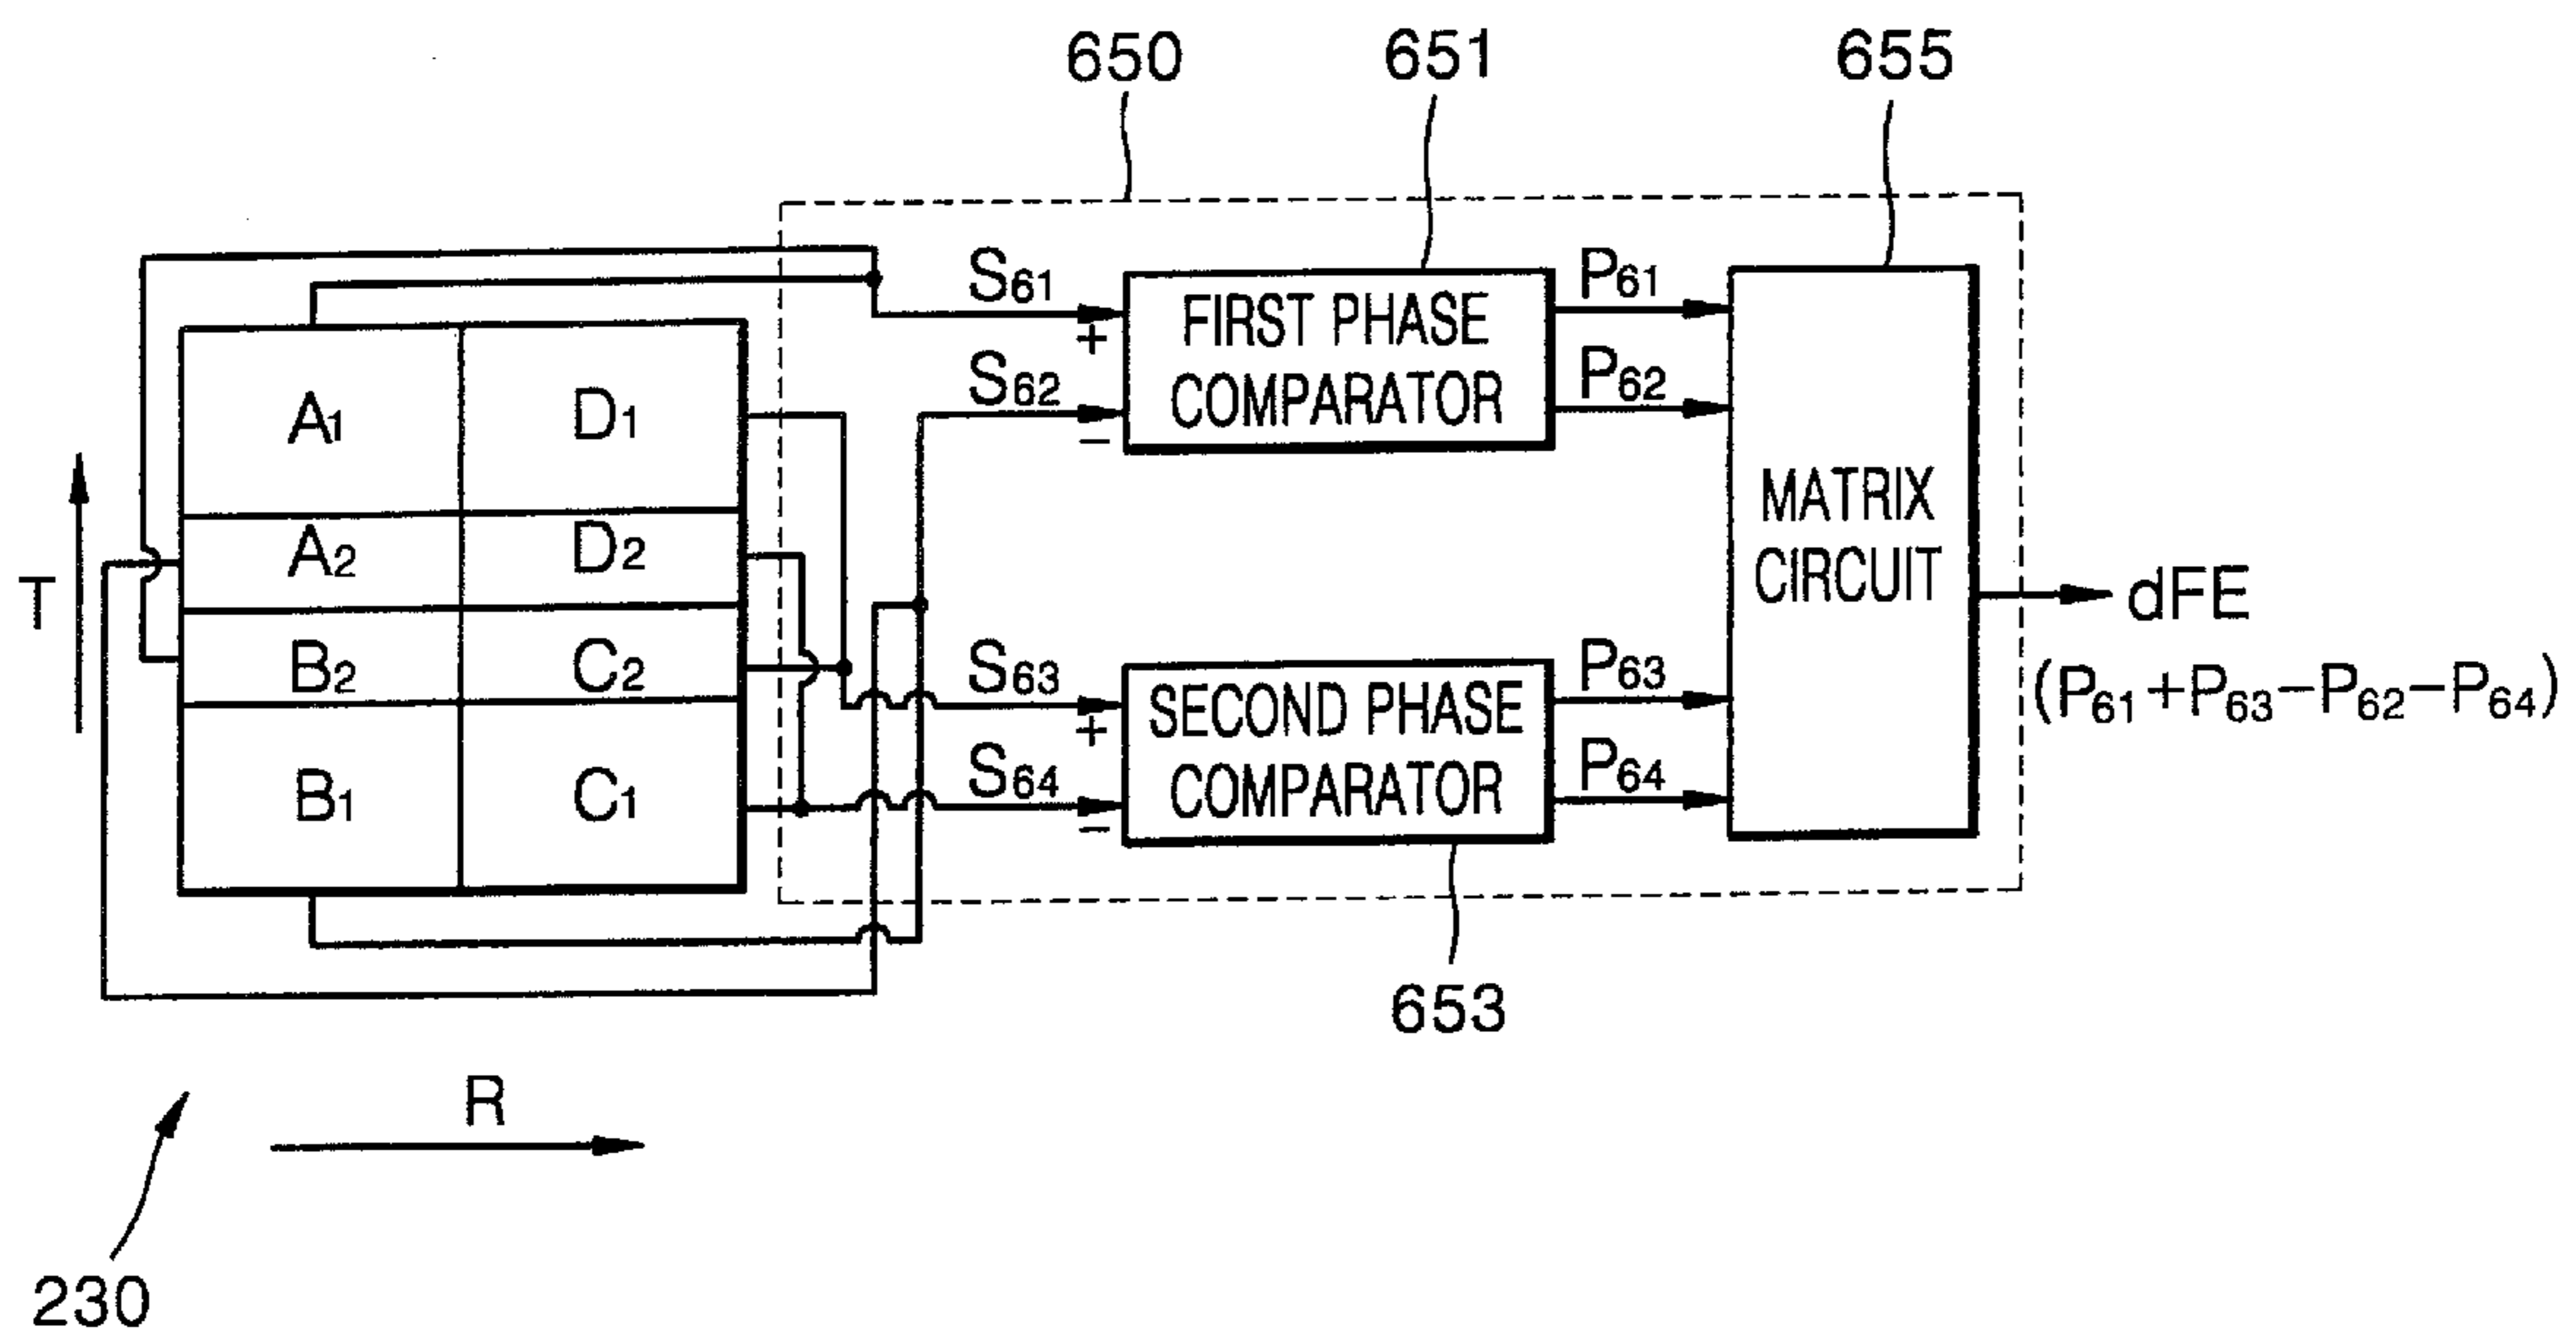 650
651
655
S61
+
S62
−
FIRST PHASE
COMPARATOR
P61
P62
A1
D1
A2
D2
B2
C2
B1
C1
T
MATRIX
CIRCUIT
dFE
(P61+P63−P62−P64)
S63
+
S64
−
SECOND PHASE
COMPARATOR
P63
P64
653
R
230